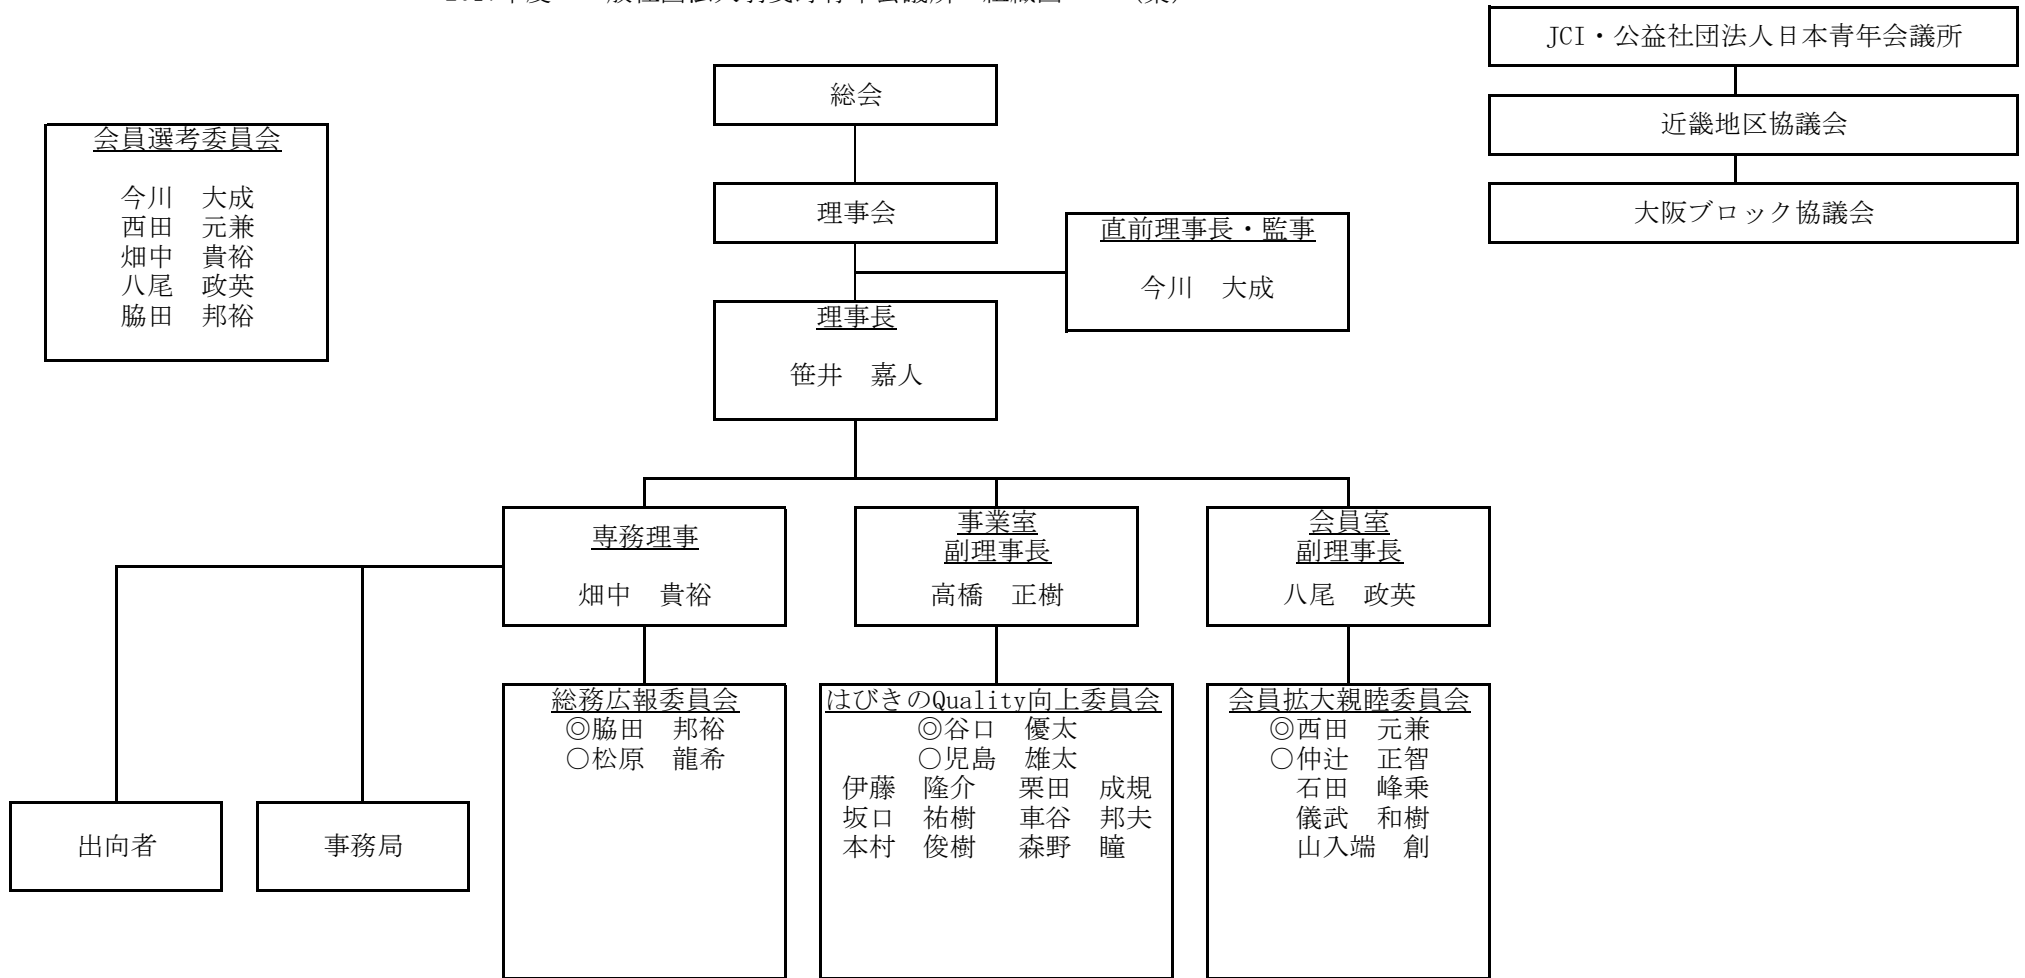 JCI・公益社団法人日本青年会議所
近畿地区協議会
大阪ブロック協議会
総会
理事会
直前理事長・監事
今川　大成
理事長
笹井　嘉人
会員選考委員会
今川　大成
西田　元兼
畑中　貴裕
八尾　政英
脇田　邦裕
専務理事
畑中　貴裕
事業室
副理事長
高橋　正樹
会員室
副理事長
八尾　政英
総務広報委員会
◎脇田　邦裕
○松原　龍希
はびきのQuality向上委員会
◎谷口　優太
○児島　雄太
伊藤　隆介　栗田　成規
坂口　祐樹　車谷　邦夫
本村　俊樹　森野　瞳
会員拡大親睦委員会
◎西田　元兼
○仲辻　正智
石田　峰乗
儀武　和樹
山入端　創
出向者
事務局